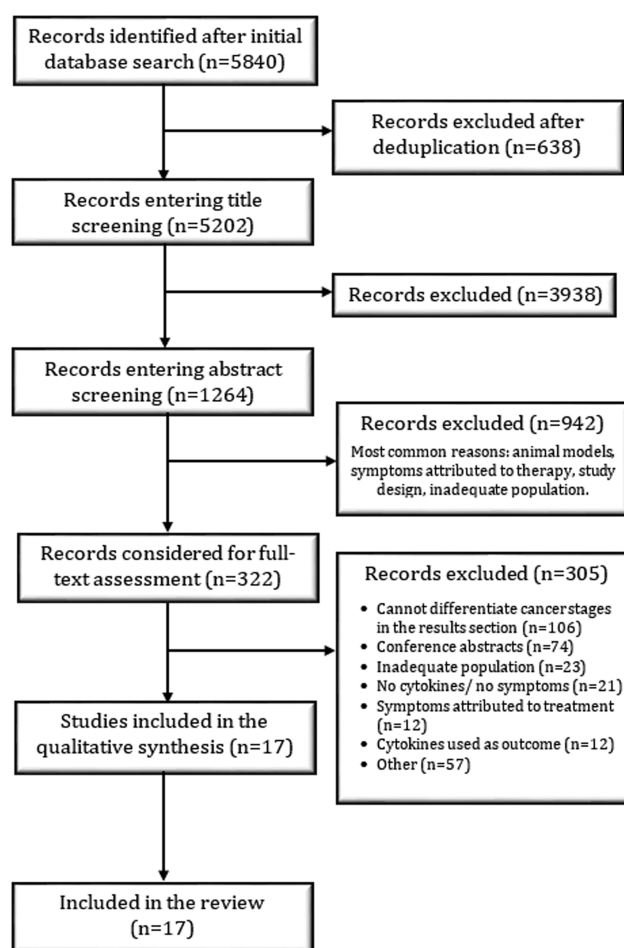 Records identified after initial
database search (n=5840)
Records excluded after
deduplication (n=638)
Records entering title
screening (n=5202)
Records excluded (n=3938)
Records entering abstract
screening (n=1264)
Records excluded (n=942)
Most common reasons: animal models,
symptoms attributed to therapy, study
design, inadequate population.
Records considered for full-
text assessment (n=322)
Records excluded (n=305)
• Cannot differentiate cancer stages
in the results section (n=106)
• Conference abstracts (n=74)
• Inadequate population (n=23)
• No cytokines/ no symptoms (n=21)
• Symptoms attributed to treatment
(n=12)
• Cytokines used as outcome (n=12)
• Other (n=57)
Studies included in the
qualitative synthesis (n=17)
Included in the review
(n=17)